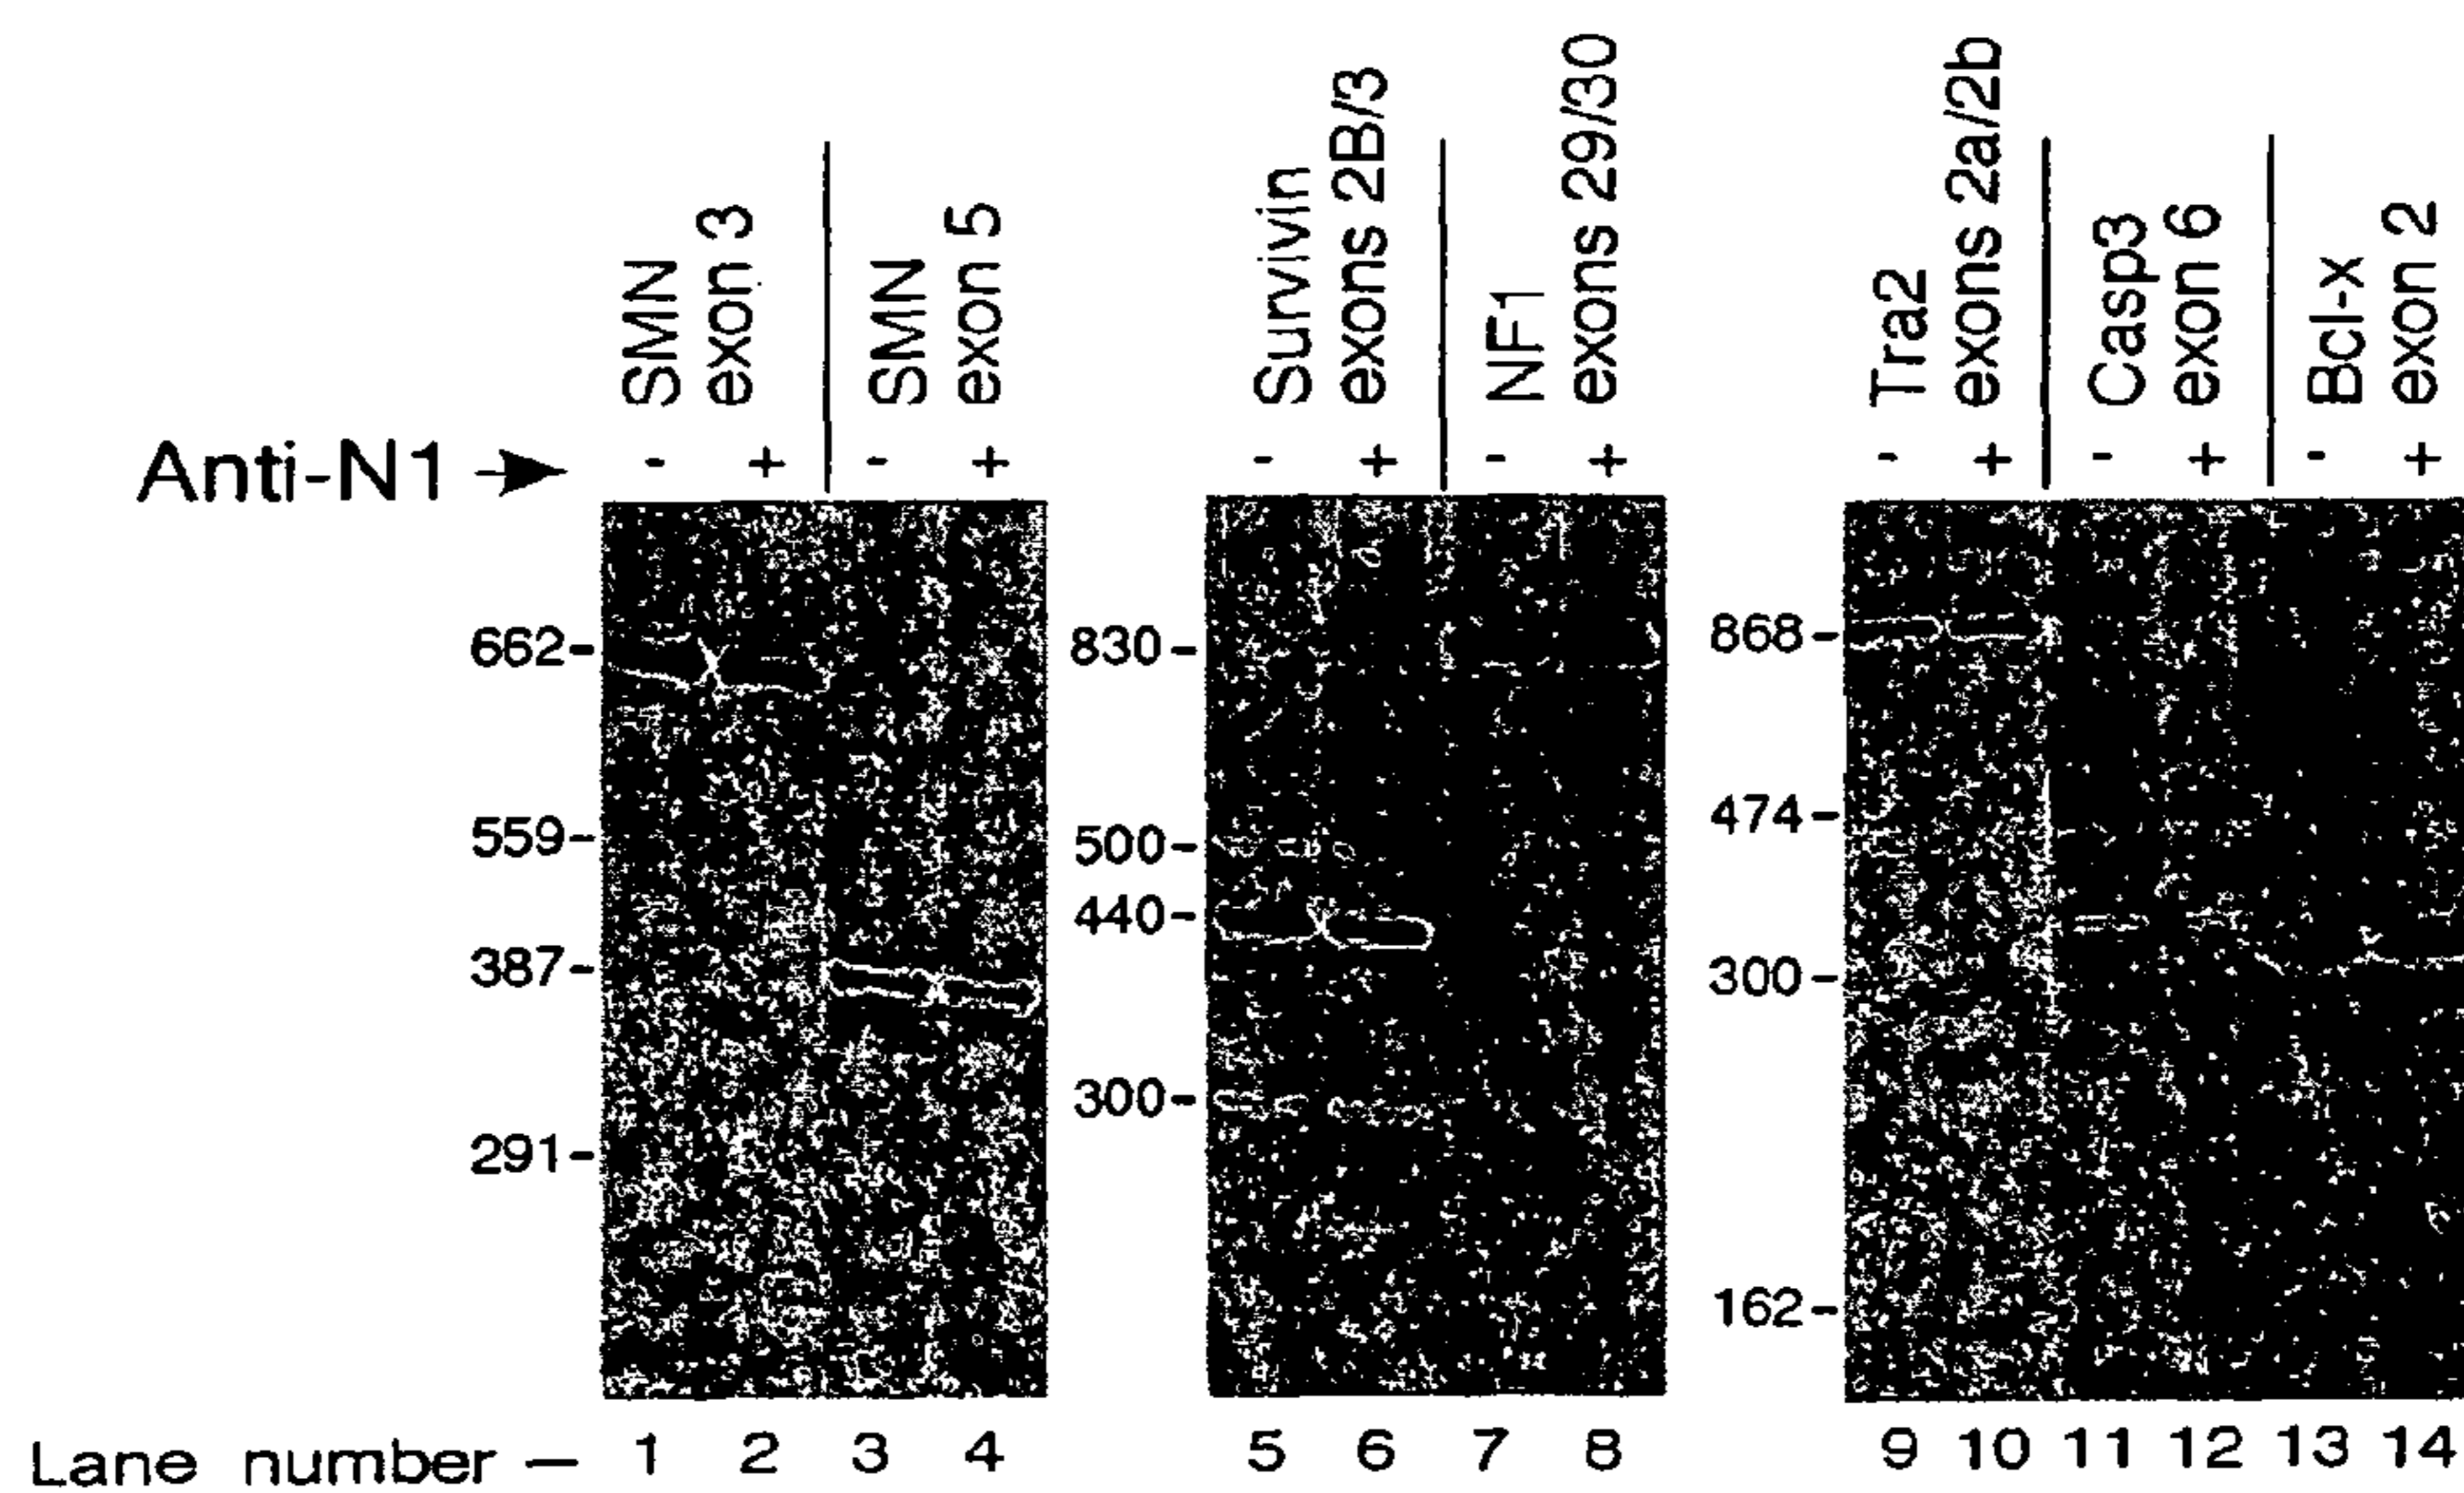 SMN
exon 3
SMN
exon 5
Survivin
exons 2B/3
NF1
exons 29/30
Tra2
exons 2a/2b
Casp3
exon 6
Bcl-x
exon 2
Anti-N1 - + - + - + - + - + - + - +
662-
559-
387-
291-
830-
500-
440-
300-
868-
474-
300-
162-
Lane number – 1 2 3 4 5 6 7 8 9 10 11 12 13 14